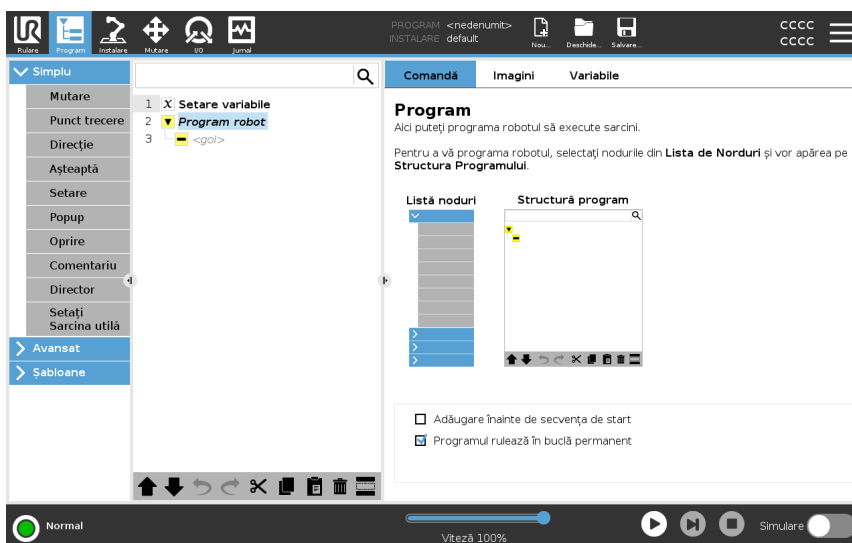 PROGRAM <nedenumit>
INSTALARE default
CCCC
CCCC
Rulare
Program
Instalare
Mutare
I/O
Jurnal
Nou...
Deschide...
Salvare...
Simplu
Mutare
Punct trecere
Direcție
Așteaptă
Setare
Popup
Oprire
Comentariu
Director
Setați
Sarcina utilă
Avansat
Șabloane
1 X Setare variabile
2 Program robot
3 <gol>
Comandă
Imagini
Variabile
Program
Aici puteți programa robotul să execute sarcini.
Pentru a vă programa robotul, selectați nodurile din Lista de Norduri și vor apărea pe
Structura Programului.
Listă noduri
Structură program
Adăugare înainte de secvența de start
Programul rulează în buclă permanent
Normal
Viteză 100%
Simulare